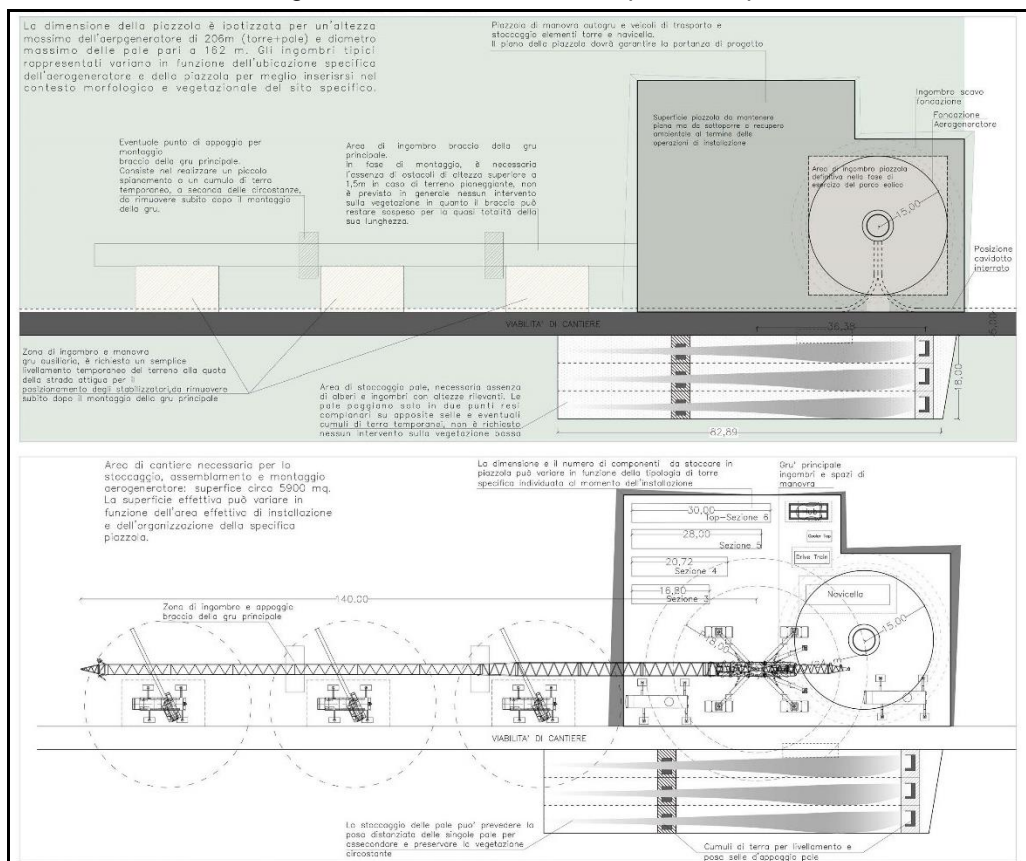 La dimensione della piazzola è ipotizzata per un'altezza
massimo dell'aerpgeratore di 206m (torre+pale) e diametro
massimo delle pale pari a 162 m. Gli ingombri tipici
rappresentati variano in funzione dell'ubicazione specifica
dell'aerogeneratore e della piazzola per meglio inserisrsi nel
contesto morfologico e vegetazionale del sito specifico.
Piazzola di manovra autogru e veicoli di trasporto e
stoccaggio elementi torre e navicella.
Il piano della piazzola dovrà garantire la portanza di progetto
Ingombro scavo
fondazione
Fondazione
Aerogeneratore
Superficie piazzola da mantenere
piana ma da sottoporre a recupero
ambientale al termine delle
operazioni di installazione
Eventuale punto di appoggio per
montaggio
braccio della gru principale.
Consiste nel realizzare un piccolo
spianamento o un cumulo di terra
temporaneo, a seconda delle circostanze,
da rimuovere subito dopo il montaggio
della gru.
Area di ingombro braccio della gru
principale.
In fase di montaggio, è necessaria
l'assenza di ostacoli di altezza superiore a
1,5m in caso di terreno pianeggiante, non
è previsto in generale nessun intervento
sulla vegetazione in quanto il braccio può
restare sospeso per la quasi totalità della
sua lunghezza.
Area di ingombro piazzola
definitiva nella fase di
esercizio del parco eolico
15,00
Posizione
cavidotto
interrato
VIABILITA' DI CANTIERE
36,38
5,00
Zona di ingombro e manovra
gru ausiliaria, è richiesto un semplice
livellamento temporaneo del terreno alla quota
della strada attigua per il
posizionamento degli stabilizzatori,da rimuovere
subito dopo il montaggio della gru principale
Area di stoccaggio pale, necessaria assenza
di alberi e ingombri con altezze rilevanti. Le
pale poggiano solo in due punti resi
complanari su apposite selle e eventuali
cumuli di terra temporanei, non è richiesto
nessun intervento sulla vegetazione bassa
18,00
82,89
Area di cantiere necessaria per lo
stoccaggio, assemblamento e montaggio
aerogeneratore: superfice circa 5900 mq.
La superficie effettiva può variare in
funzione dell'area effettiva di installazione
e dell'organizzazione della specifica
piazzola.
La dimensione e il numero di componenti da stoccare in
piazzola può variare in funzione della tipologia di torre
specifica individuata al momento dell'installazione
Gru' principale
ingombri e spazi di
manovra
30,00
Top-Sezione 6
28,00
Sezione 5
20,72
Sezione 4
16,80
Sezione 3
Hub
Cooler Top
Drive Train
Navicella
140,00
Zona di ingombro e appoggio
braccio della gru principale
18,00
15,00
VIABILITA' DI CANTIERE
Lo stoccaggio delle pale puo' prevedere la
posa distanziata delle singole pale per
assecondare e preservare la vegetazione
circostante
Cumuli di terra per livellamento e
posa selle d'appoggio pale